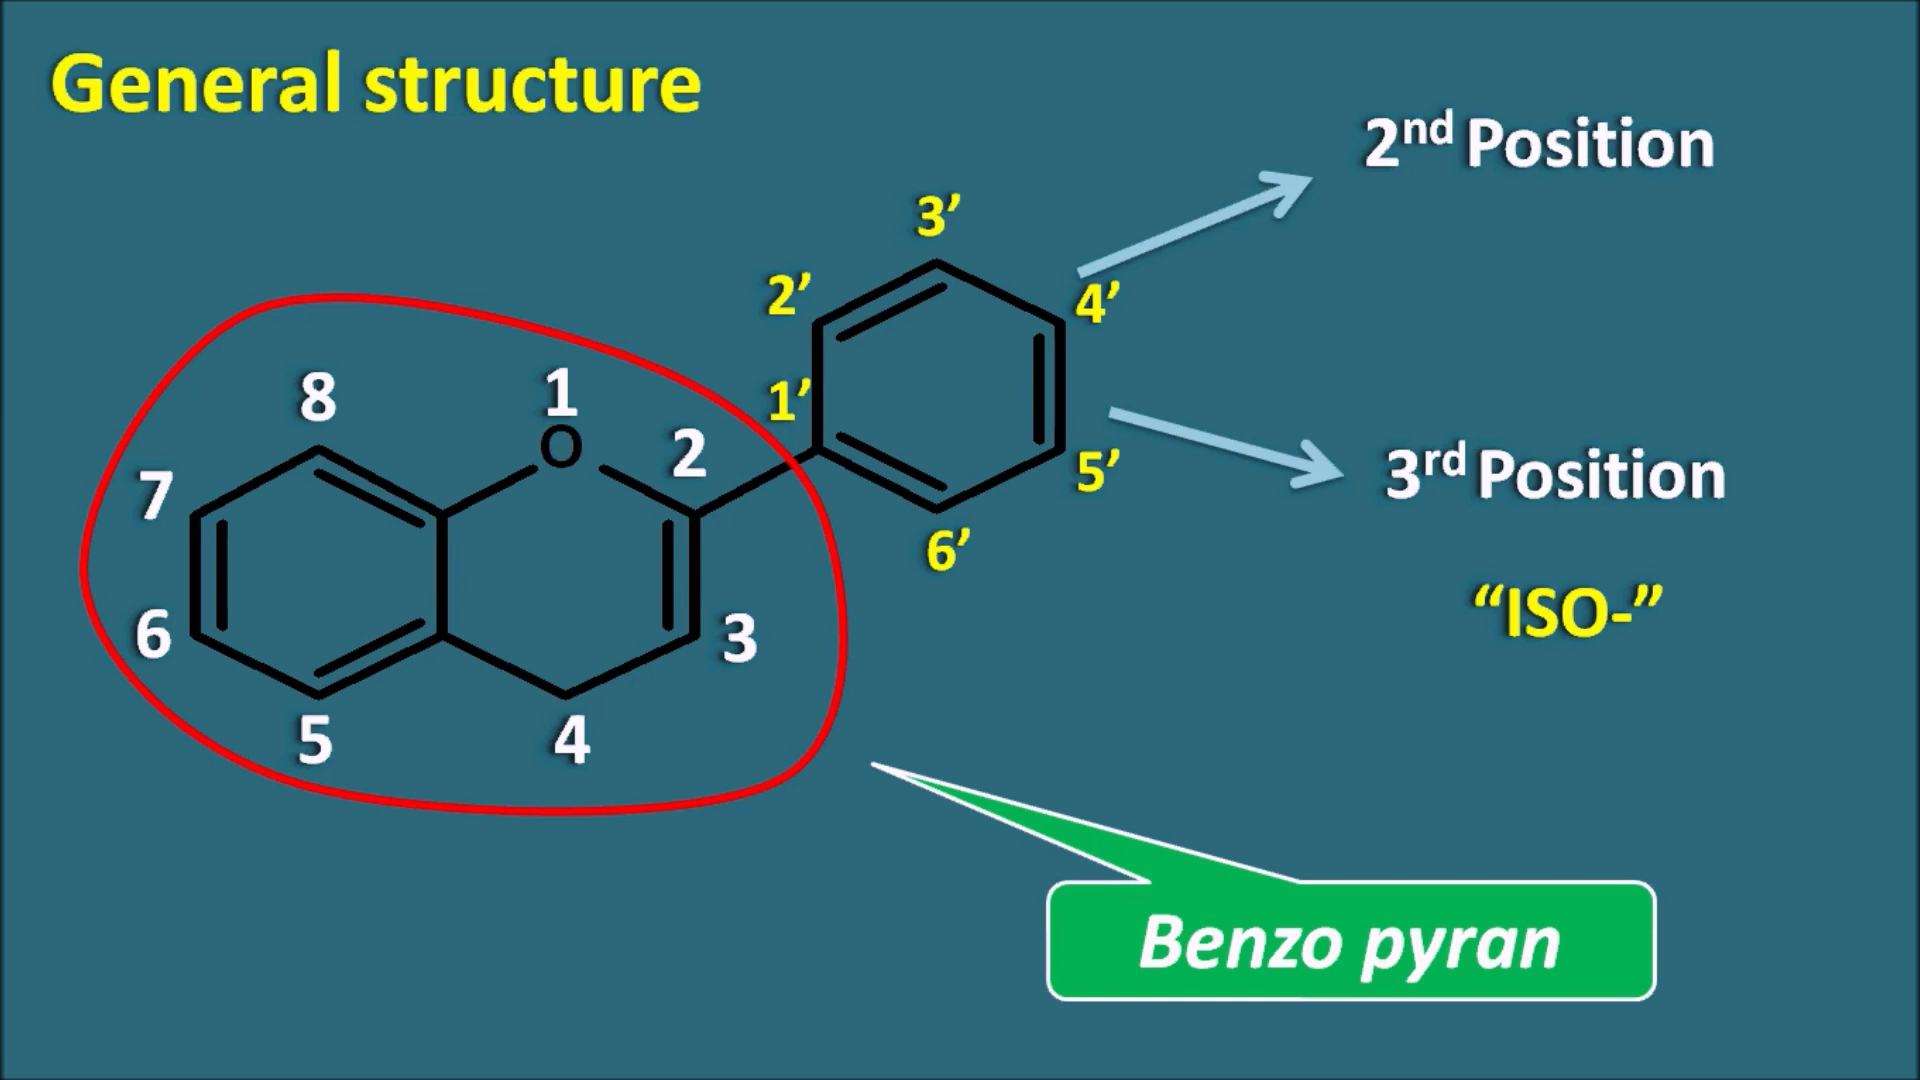 General structure
2nd Position
3’
2’
4’
1’
8
1
O
2
7
5’
3rd Position
6’
“ISO-”
6
3
5
4
Benzo pyran